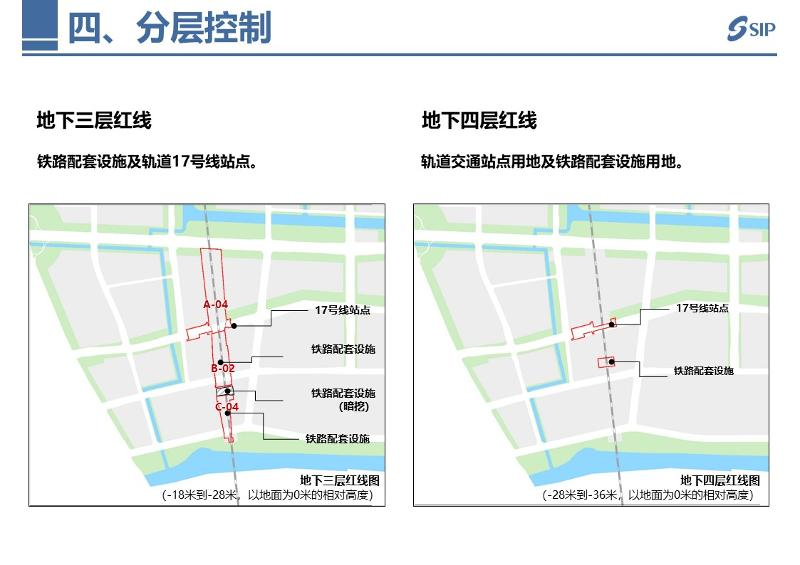 四、分层控制
SIP
地下三层红线
铁路配套设施及轨道17号线站点。
A-04
17号线站点
铁路配套设施
B-02
铁路配套设施
(暗挖)
C-04
铁路配套设施
地下三层红线图
(-18米到-28米，以地面为0米的相对高度)
地下四层红线
轨道交通站点用地及铁路配套设施用地。
17号线站点
铁路配套设施
地下四层红线图
(-28米到-36米，以地面为0米的相对高度)